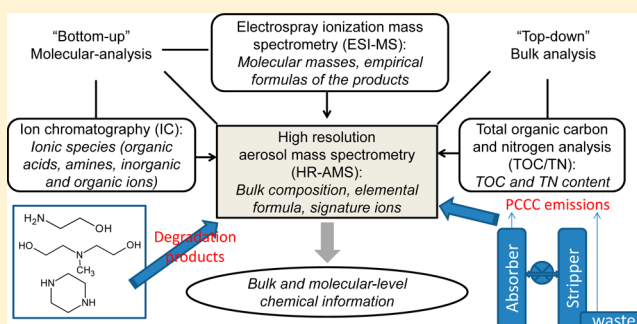 "Bottom-up"
Molecular-analysis
Electrospray ionization mass
spectrometry (ESI-MS):
Molecular masses, empirical
formulas of the products
"Top-down"
Bulk analysis
Ion chromatography (IC):
Ionic species (organic
acids, amines, inorganic
and organic ions)
High resolution
aerosol mass spectrometry
(HR-AMS):
Bulk composition, elemental
formula, signature ions
Total organic carbon
and nitrogen analysis
(TOC/TN):
TOC and TN content
H₂N
OH
HO
N
OH
CH₃
HN
NH
Degradation
products
PCCC emissions
Absorber
Stripper
waste
Bulk and molecular-level
chemical information